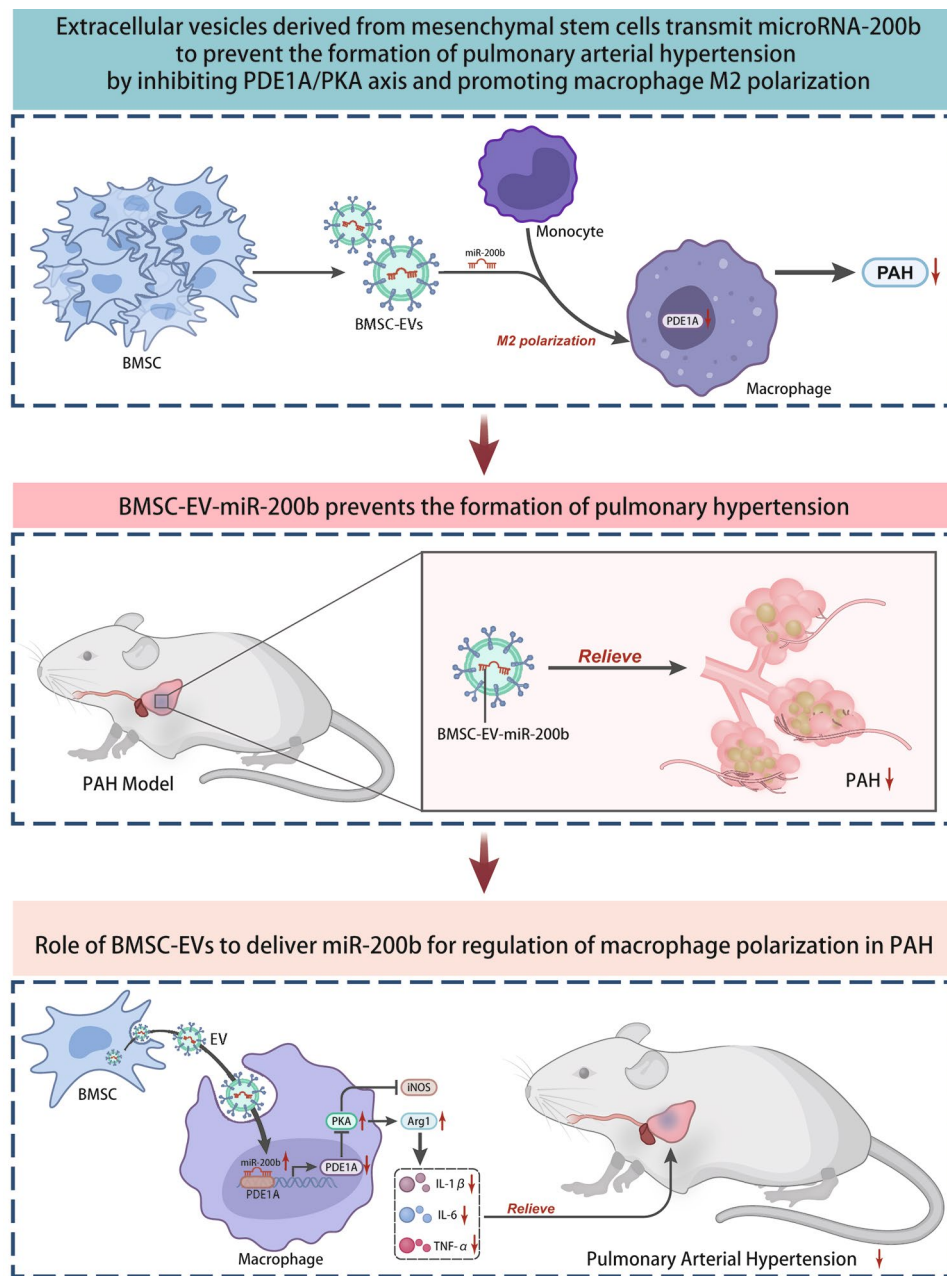 Extracellular vesicles derived from mesenchymal stem cells transmit microRNA-200b
to prevent the formation of pulmonary arterial hypertension
by inhibiting PDE1A/PKA axis and promoting macrophage M2 polarization
Monocyte
miR-200b
PAH
PDE1A
BMSC-EVs
M2 polarization
BMSC
Macrophage
BMSC-EV-miR-200b prevents the formation of pulmonary hypertension
Relieve
BMSC-EV-miR-200b
PAH Model
PAH
Role of BMSC-EVs to deliver miR-200b for regulation of macrophage polarization in PAH
EV
BMSC
iNOS
PKA
Arg1
miR-200b
PDE1A
PDE1A
IL-1 β
IL-6
Relieve
TNF- α
Macrophage
Pulmonary Arterial Hypertension